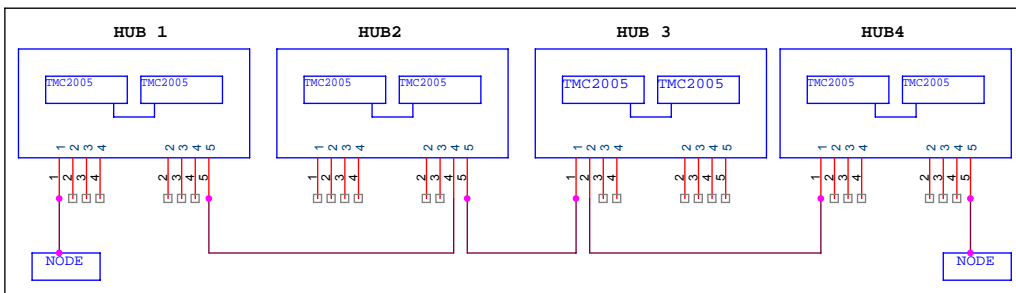 HUB 1 HUB2 HUB 3 HUB4
TMC2005 TMC2005 TMC2005 TMC2005 TMC2005 TMC2005 TMC2005 TMC2005
1 2 3 4 2 3 4 5 1 2 3 4 2 3 4 5 1 2 3 4 2 3 4 5 1 2 3 4 2 3 4 5
1 2 3 4 2 3 4 5 1 2 3 4 2 3 4 5 1 2 3 4 2 3 4 5 1 2 3 4 2 3 4 5
NODE NODE